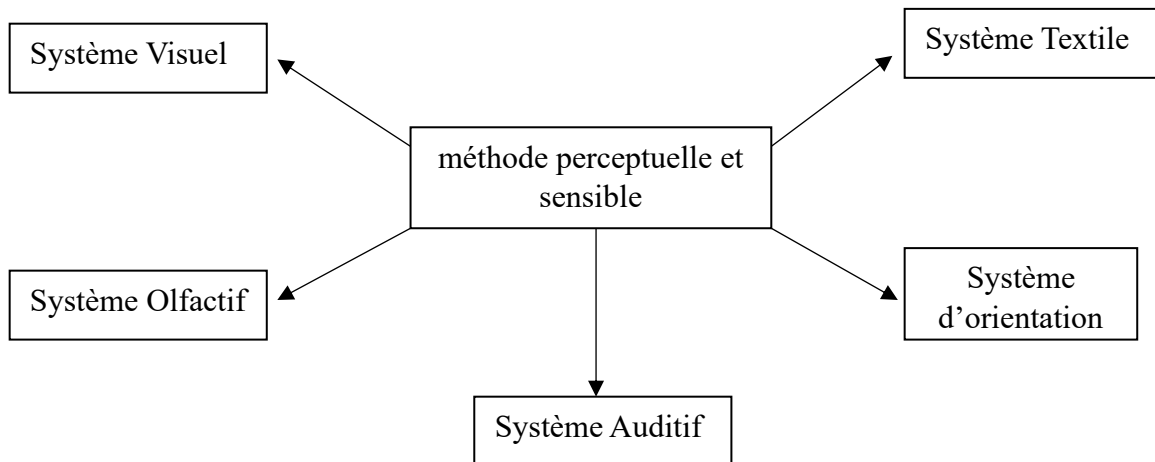 Système Visuel
Système Textile
méthode perceptuelle et
sensible
Système Olfactif
Système
d’orientation
Système Auditif